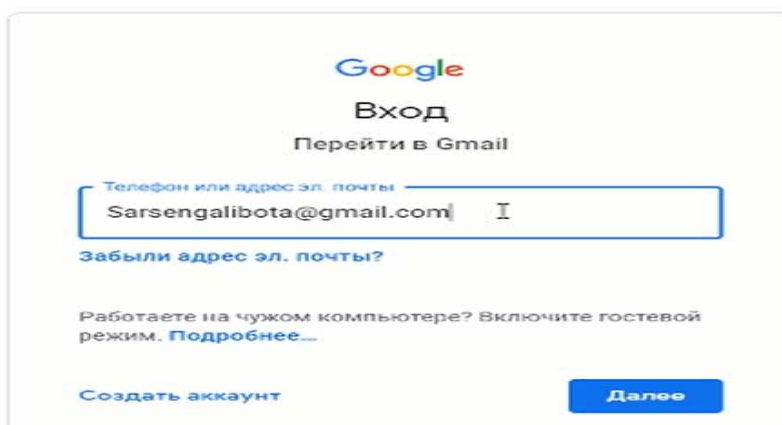 Google
Вход
Перейти в Gmail
Телефон или адрес эл. почты
Sarsengalibota@gmail.com
Забыли адрес эл. почты?
Работаете на чужом компьютере? Включите гостевой
режим. Подробнее...
Создать аккаунт
Далее